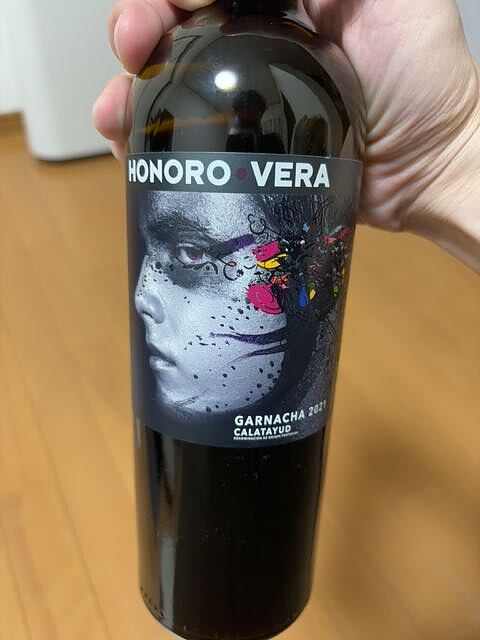 HONORO • VERA
GARNACHA 2021
CALATAYUD
DENOMINACIÓN DE ORIGEN PROTEGIDA